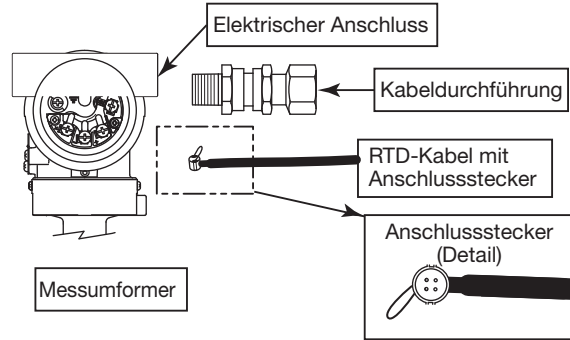 Elektrischer Anschluss
Kabeldurchführung
RTD-Kabel mit
Anschlussstecker
Anschlussstecker
(Detail)
Messumformer